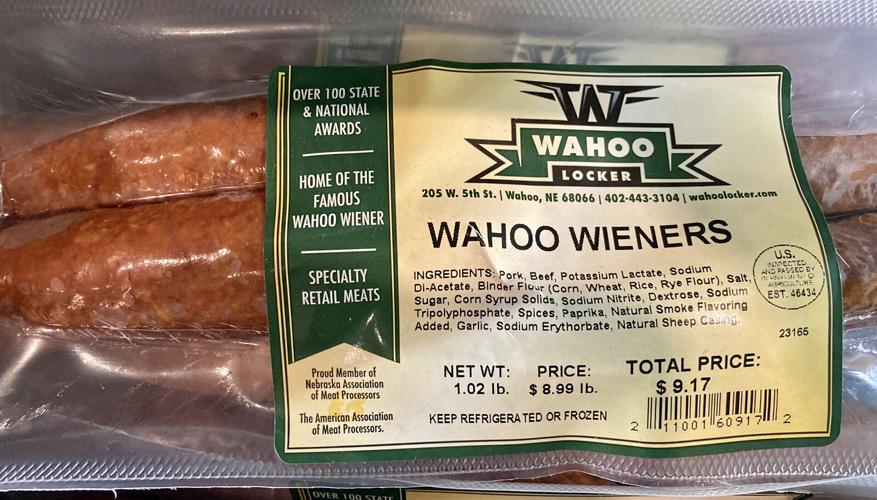 OVER 100 STATE
& NATIONAL
AWARDS
HOME OF THE
FAMOUS
WAHOO WIENER
SPECIALTY
RETAIL MEATS
Proud Member of
Nebraska Association
of Meat Processors
The American Association
of Meat Processors.
W
WAHOO
LOCKER
205 W. 5th St. | Wahoo, NE 68066 | 402-443-3104 | wahoolocker.com
WAHOO WIENERS
INGREDIENTS: Pork, Beef, Potassium Lactate, Sodium
Di-Acetate, Binder Flour (Corn, Wheat, Rice, Rye Flour), Salt,
Sugar, Corn Syrup Solids, Sodium Nitrite, Dextrose, Sodium
Tripolyphosphate, Spices, Paprika, Natural Smoke Flavoring
Added, Garlic, Sodium Erythorbate, Natural Sheep Casing.
U.S.
INSPECTED
AND PASSED BY
DEPARTMENT OF
AGRICULTURE
EST. 46434
23165
NET WT:
1.02 lb.
PRICE:
$ 8.99 lb.
TOTAL PRICE:
$ 9.17
KEEP REFRIGERATED OR FROZEN
2 11001 60917 2
OVER 100 STATE